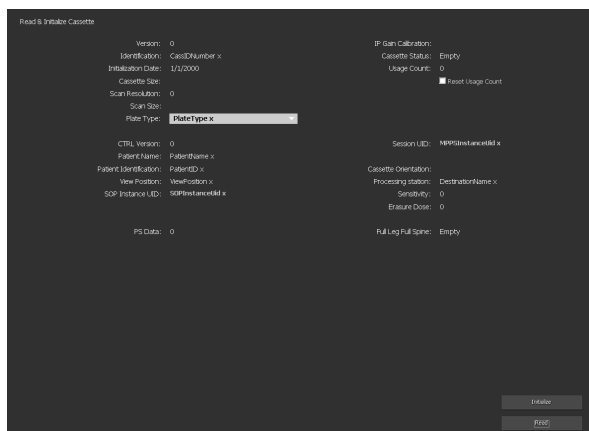 Read & Initialize Cassette
Version: 0
IP Gain Calibration:
Identification: CassIDNumber x
Cassette Status: Empty
Initialization Date: 1/1/2000
Usage Count: 0
Cassette Size:
Reset Usage Count
Scan Resolution: 0
Scan Size:
Plate Type: PlateType x
CTRL Version: 0
Session UID: MPPSInstanceUid x
Patient Name: PatientName x
Patient Identification: PatientID x
Cassette Orientation:
View Position: ViewPosition x
Processing station: DestinationName x
SOP Instance UID: SOPInstanceUid x
Sensitivity: 0
Erasure Dose: 0
PS Data: 0
Full Leg Full Spine: Empty
Initialize
Read